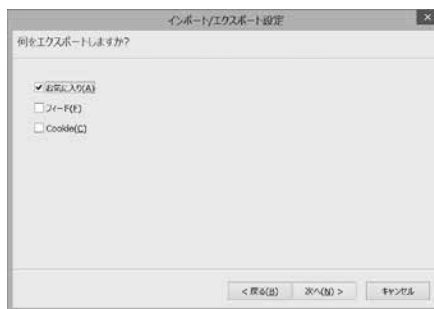 インポート/エクスポート設定
何をエクスポートしますか?
お気に入り(A)
フィード(F)
Cookie(C)
< 戻る(B)
次へ(N) >
キャンセル